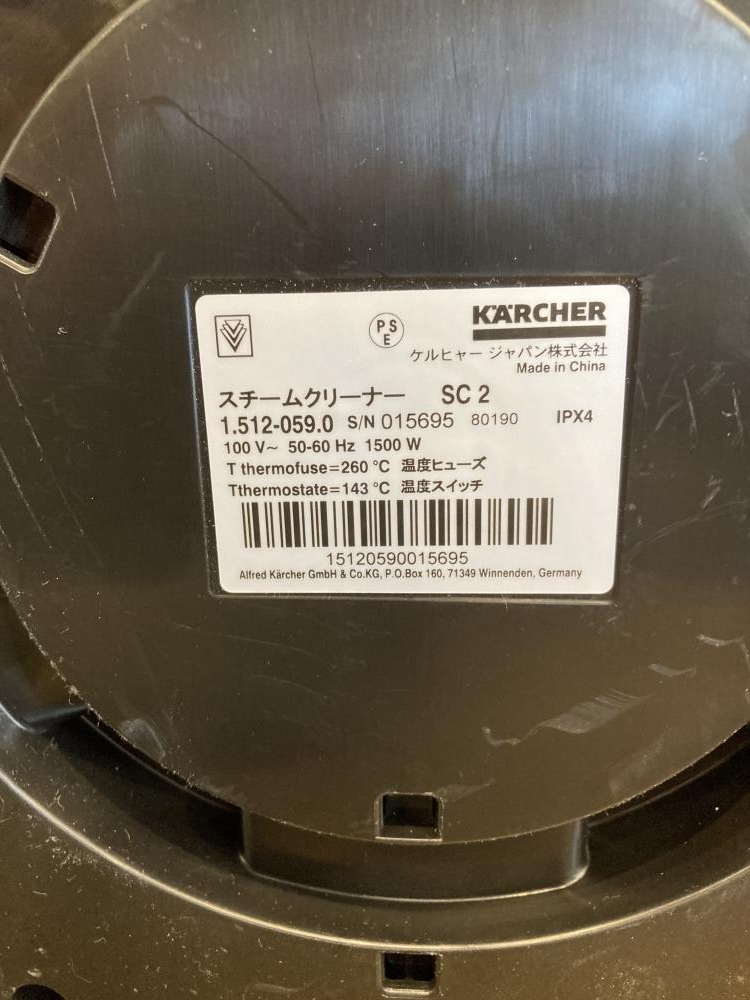 PS
E
KÄRCHER
ケルヒャー ジャパン株式会社
Made in China
スチームクリーナー SC 2
1.512-059.0 S/N 015695 80190 IPX4
100 V~ 50-60 Hz 1500 W
T thermofuse=260 °C 温度ヒューズ
Tthermostate=143 °C 温度スイッチ
15120590015695
Alfred Kärcher GmbH & Co.KG, P.O.Box 160, 71349 Winnenden, Germany